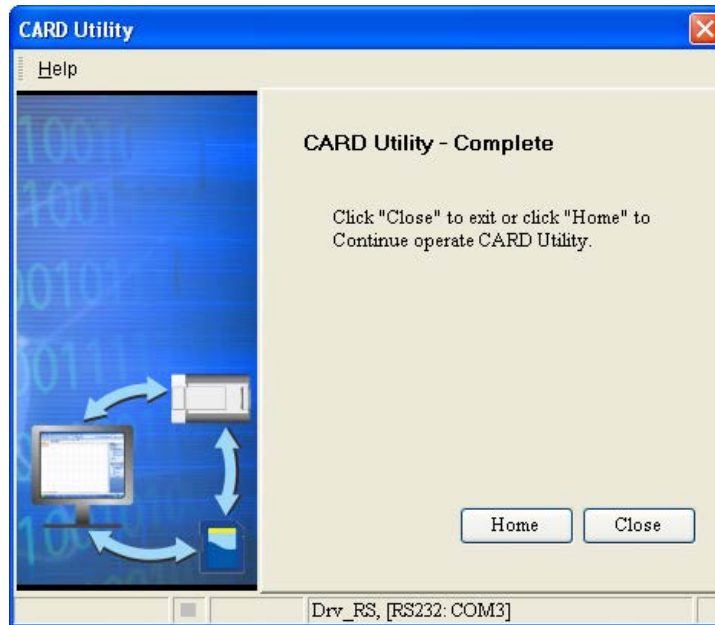 CARD Utility
Help
CARD Utility - Complete
Click "Close" to exit or click "Home" to
Continue operate CARD Utility.
Home Close
Drv_RS, [RS232: COM3]